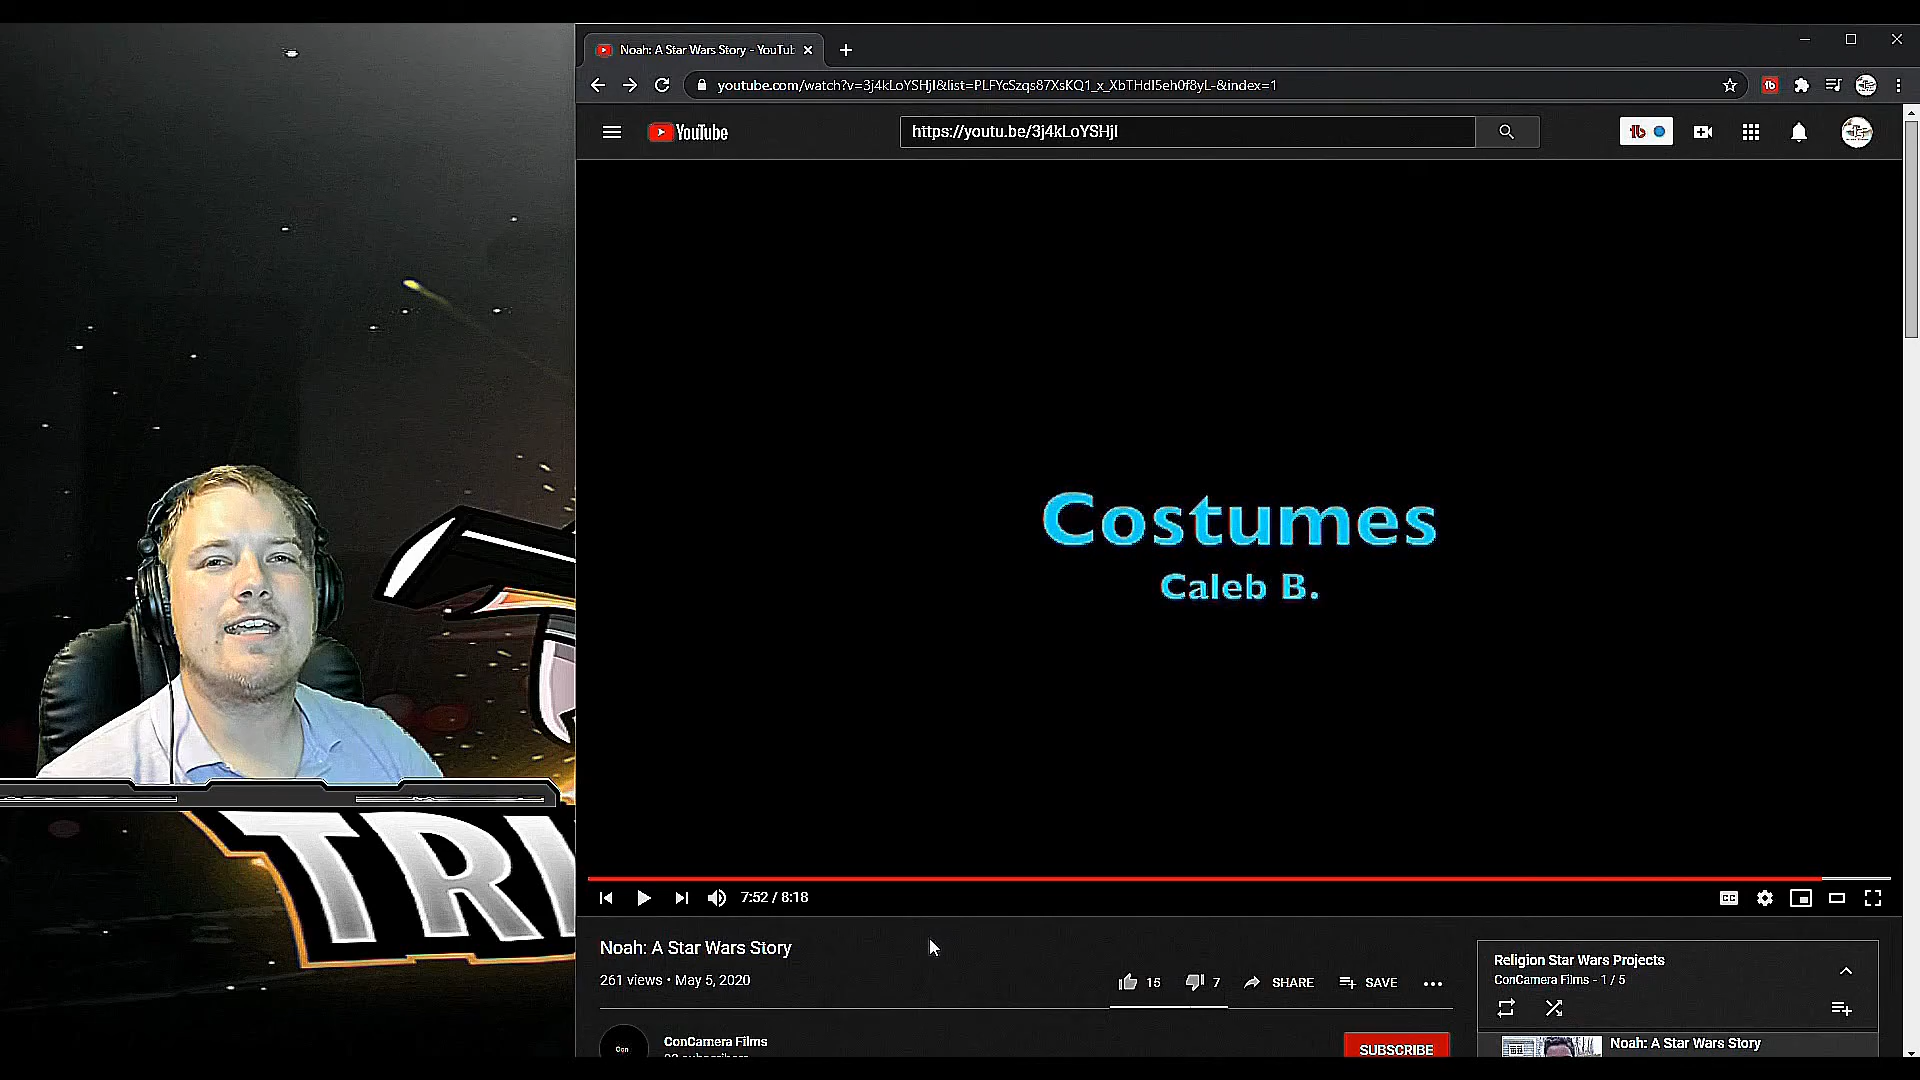 Noah: A Star Wars Story - YouTub
youtube.com/watch?v=3j4kLoYSHjI&list=PLFYcSzqs87XsKQ1_x_XbTHdI5eh0f8yL-&index=1
YouTube
https://youtu.be/3j4kLoYSHjI
Costumes
Caleb B.
7:52 / 8:18
CC
Noah: A Star Wars Story
261 views • May 5, 2020
15
7
SHARE
SAVE
Religion Star Wars Projects
ConCamera Films - 1 / 5
ConCamera Films
Con
SUBSCRIBE
Noah: A Star Wars Story
TRI